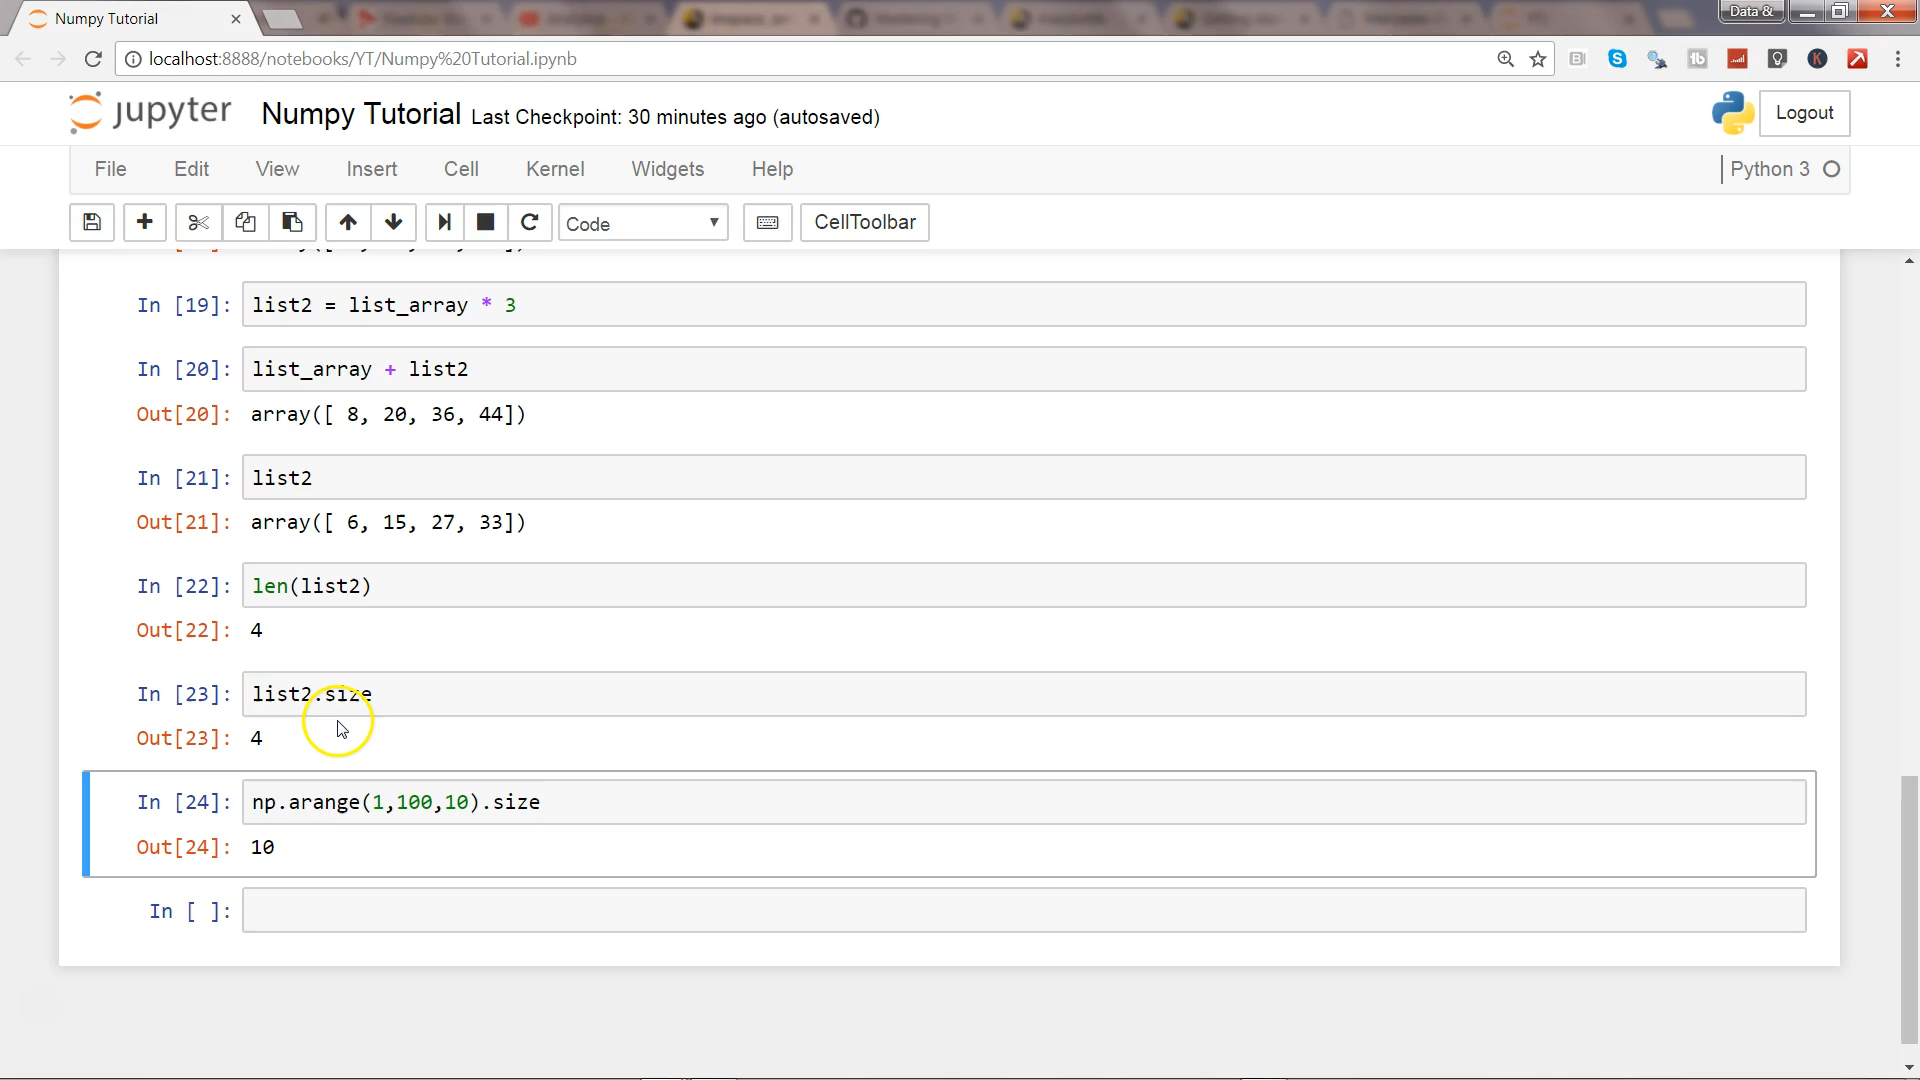 Numpy Tutorial
Data &
localhost:8888/notebooks/YT/Numpy%20Tutorial.ipynb
jupyter Numpy Tutorial Last Checkpoint: 30 minutes ago (autosaved) Logout
File Edit View Insert Cell Kernel Widgets Help Python 3
Code CellToolbar
In [19]: list2 = list_array * 3
In [20]: list_array + list2
Out[20]: array([ 8, 20, 36, 44])
In [21]: list2
Out[21]: array([ 6, 15, 27, 33])
In [22]: len(list2)
Out[22]: 4
In [23]: list2.size
Out[23]: 4
In [24]: np.arange(1,100,10).size
Out[24]: 10
In [ ]: